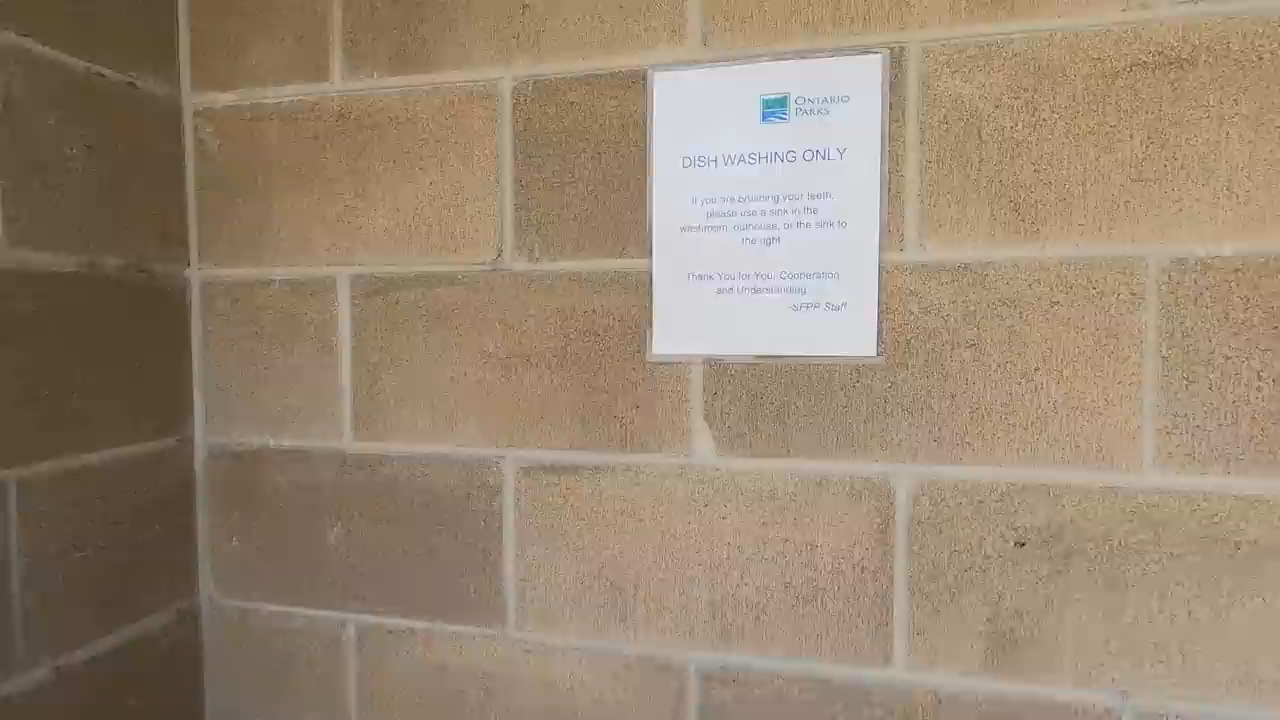 ONTARIO
PARKS
DISH WASHING ONLY
If you are brushing your teeth,
please use a sink in the
washroom, outhouse, or the sink to
the right
Thank You for You, Cooperation
and Understanding
-SFPP Staff